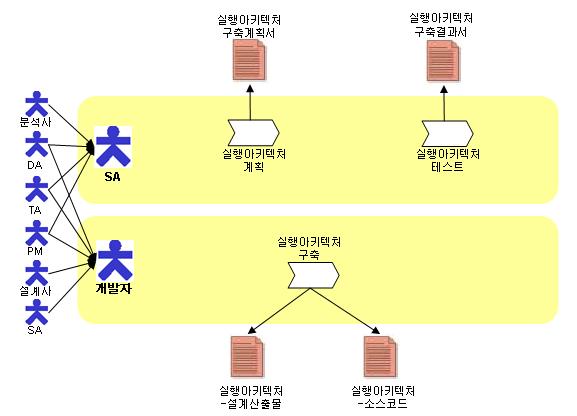 실행아키텍처
구축계획서
실행아키텍처
구축결과서
분석사
DA
TA
PM
설계사
SA
SA
실행아키텍처
계획
실행아키텍처
테스트
개발자
실행아키텍처
구축
실행아키텍처
-설계산출물
실행아키텍처
-소스코드